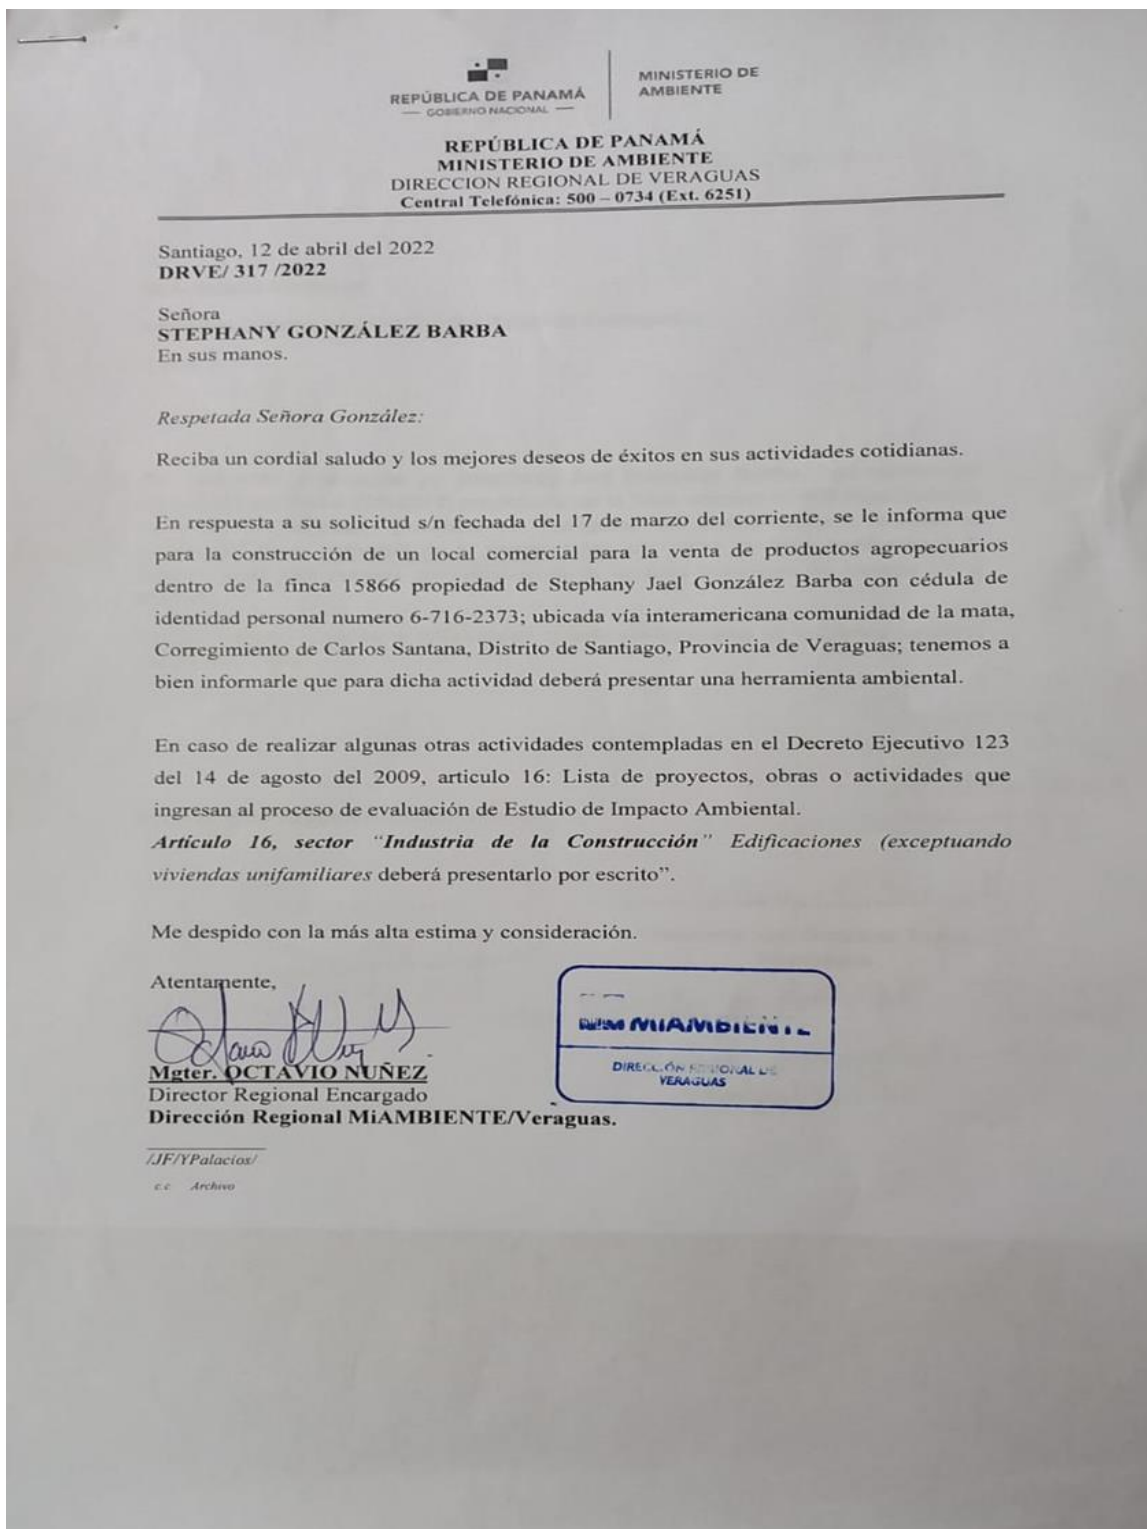 REPÚBLICA DE PANAMÁ
— GOBIERNO NACIONAL —
MINISTERIO DE
AMBIENTE
REPÚBLICA DE PANAMÁ
MINISTERIO DE AMBIENTE
DIRECCION REGIONAL DE VERAGUAS
Central Telefónica: 500 – 0734 (Ext. 6251)
Santiago, 12 de abril del 2022
DRVE/ 317 /2022
Señora
STEPHANY GONZÁLEZ BARBA
En sus manos.
Respetada Señora González:
Reciba un cordial saludo y los mejores deseos de éxitos en sus actividades cotidianas.
En respuesta a su solicitud s/n fechada del 17 de marzo del corriente, se le informa que
para la construcción de un local comercial para la venta de productos agropecuarios
dentro de la finca 15866 propiedad de Stephany Jael González Barba con cédula de
identidad personal numero 6-716-2373; ubicada vía interamericana comunidad de la mata,
Corregimiento de Carlos Santana, Distrito de Santiago, Provincia de Veraguas; tenemos a
bien informarle que para dicha actividad deberá presentar una herramienta ambiental.
En caso de realizar algunas otras actividades contempladas en el Decreto Ejecutivo 123
del 14 de agosto del 2009, articulo 16: Lista de proyectos, obras o actividades que
ingresan al proceso de evaluación de Estudio de Impacto Ambiental.
Artículo 16, sector “Industria de la Construcción” Edificaciones (exceptuando
viviendas unifamiliares deberá presentarlo por escrito”.
Me despido con la más alta estima y consideración.
Atentamente,
Mgter. OCTAVIO NUÑEZ
Director Regional Encargado
Dirección Regional MiAMBIENTE/Veraguas.
MIAMBIENTE
DIRECCIÓN REGIONAL DE
VERAGUAS
/JF/YPalacios/
c.c Archivo